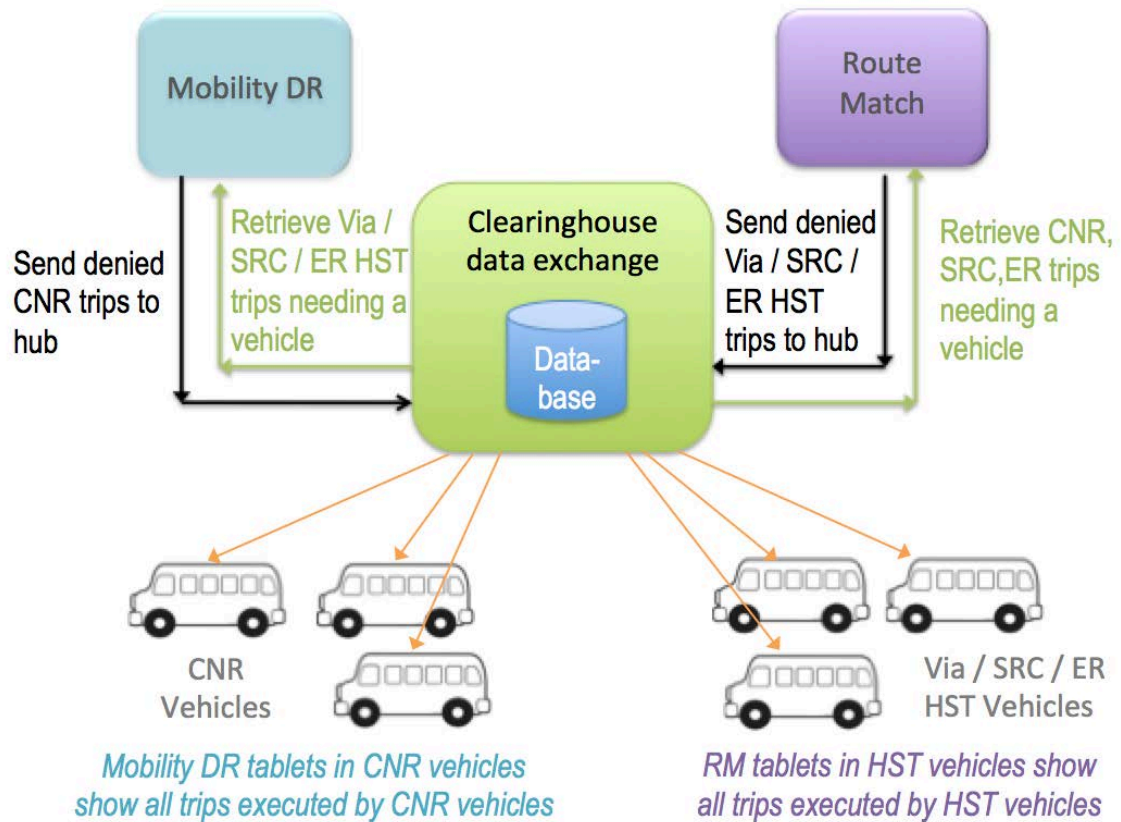 Mobility DR
Route
Match
Send denied
CNR trips to
hub
Retrieve Via /
SRC / ER HST
trips needing a
vehicle
Clearinghouse
data exchange
Data-
base
Send denied
Via / SRC /
ER HST
trips to hub
Retrieve CNR,
SRC,ER trips
needing a
vehicle
CNR
Vehicles
Via / SRC / ER
HST Vehicles
Mobility DR tablets in CNR vehicles
show all trips executed by CNR vehicles
RM tablets in HST vehicles show
all trips executed by HST vehicles